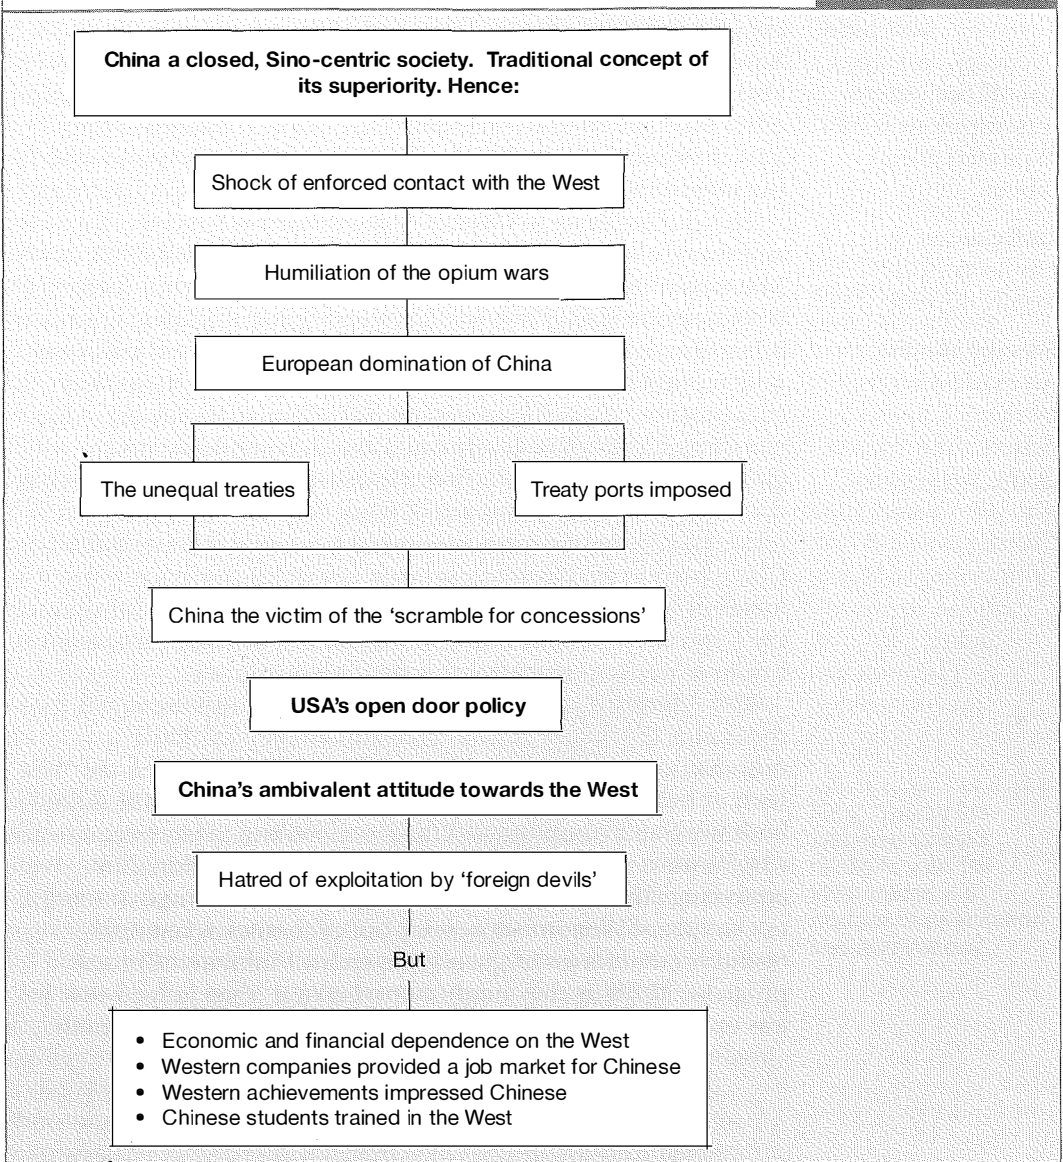 China a closed, Sino-centric society. Traditional concept of
its superiority. Hence:
Shock of enforced contact with the West
Humiliation of the opium wars
European domination of China
The unequal treaties
Treaty ports imposed
China the victim of the ‘scramble for concessions’
USA’s open door policy
China’s ambivalent attitude towards the West
Hatred of exploitation by ‘foreign devils’
But
• Economic and financial dependence on the West
• Western companies provided a job market for Chinese
• Western achievements impressed Chinese
• Chinese students trained in the West